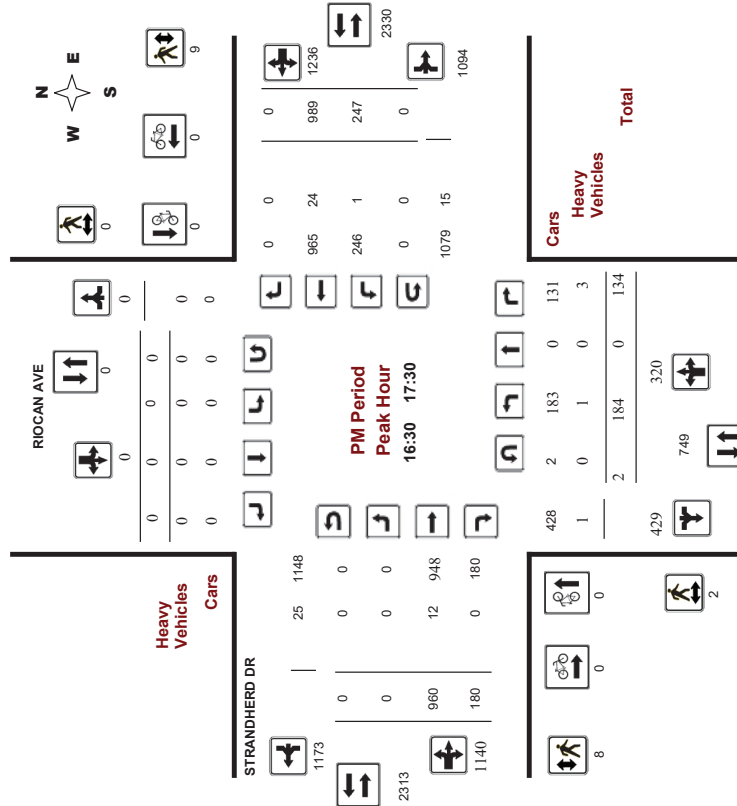 N
W E
S
9
0
0
0
2330
1236
1094
0 989 247 0
0 24 1 0 15
0 965 246 0 1079
RIOCAN AVE
0
0
0
0 0 0 0
0 0 0 0 0
0 0 0 0 0
Heavy
Vehicles
Cars
PM Period
Peak Hour
16:30 17:30
STRANDHERD DR
25 1148
0 0
0 0
12 948
0 180
0
0
960
180
1173
2313
1140
Cars
Heavy
Vehicles
Total
428 2 183 0 131
1 0 1 0 3
2 184 0 134
429
749
320
0
0
8
2